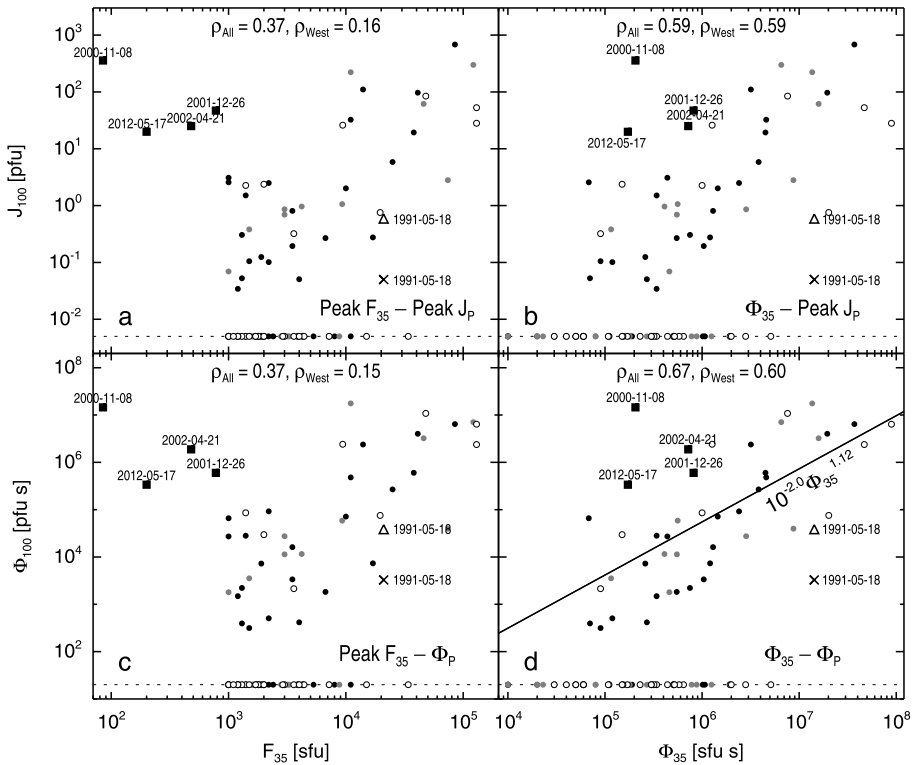 ρAll = 0.37, ρWest = 0.16
2000-11-08
2001-12-26
2002-04-21
2012-05-17
1991-05-18
1991-05-18
a
Peak F35 – Peak JP
10³
10²
10¹
10⁰
10⁻¹
10⁻²
J100 [pfu]
ρAll = 0.59, ρWest = 0.59
2000-11-08
2001-12-26
2002-04-21
2012-05-17
1991-05-18
1991-05-18
b
Φ35 – Peak JP
ρAll = 0.37, ρWest = 0.15
2000-11-08
2002-04-21
2001-12-26
2012-05-17
1991-05-18
1991-05-18
c
Peak F35 – ΦP
10⁸
10⁶
10⁴
10²
Φ100 [pfu s]
10² 10³ 10⁴ 10⁵
F35 [sfu]
ρAll = 0.67, ρWest = 0.60
2000-11-08
2002-04-21
2001-12-26
2012-05-17
10^-2.0 Φ35^1.12
1991-05-18
1991-05-18
d
Φ35 – ΦP
10⁴ 10⁵ 10⁶ 10⁷ 10⁸
Φ35 [sfu s]